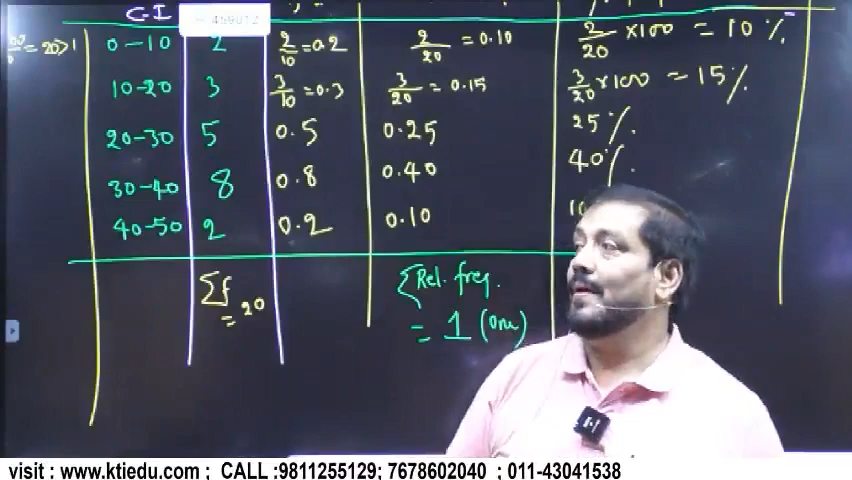 C.I
459012
= 20 > 1 0-10 2 2/10 = 0.2 2/20 = 0.10 2/20 × 100 = 10 %
10-20 3 3/10 = 0.3 3/20 = 0.15 3/20 × 100 = 15 %
20-30 5 0.5 0.25 25 %.
30-40 8 0.8 0.40 40 %.
40-50 2 0.2 0.10 10
Σf = 20
ΣRel. freq.
= 1 (One)
visit : www.ktiedu.com ; CALL :9811255129; 7678602040 ; 011-43041538